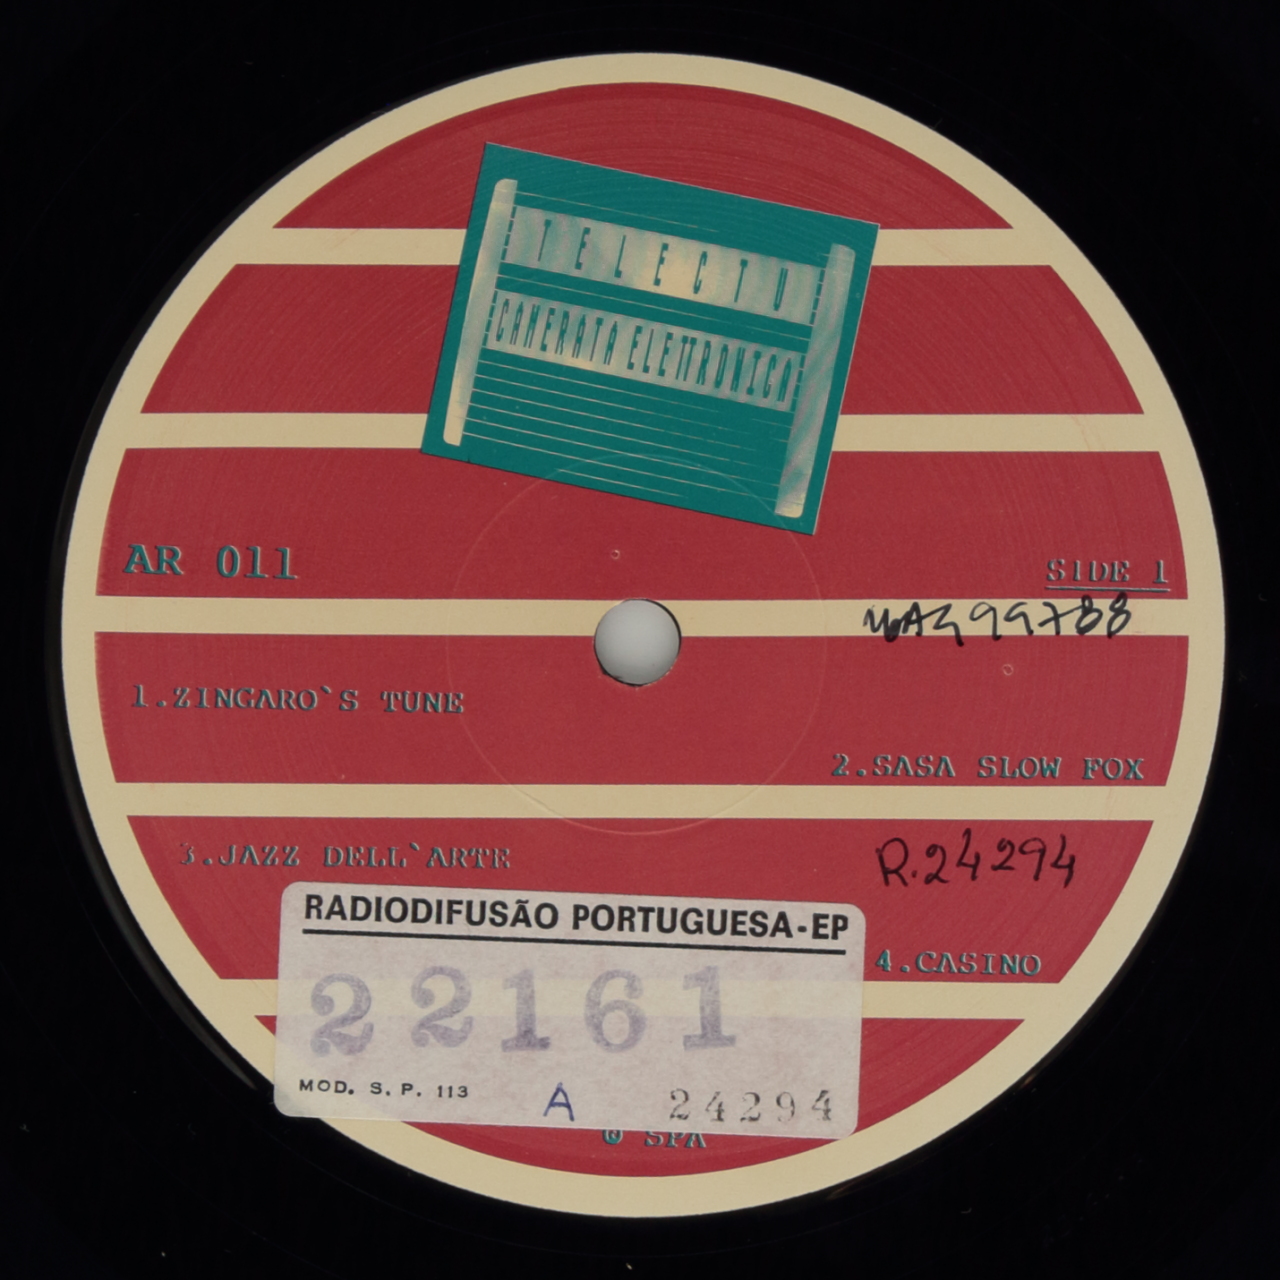 TELECTU
CAMERATA ELETTRONICA
AR 011
SIDE 1
1.ZINGARO`S TUNE
2.SASA SLOW FOX
3.JAZZ DELL`ARTE
R.24294
RADIODIFUSÃO PORTUGUESA-EP
4.CASINO
22161
MOD. S. P. 113
A
24294
© SPA